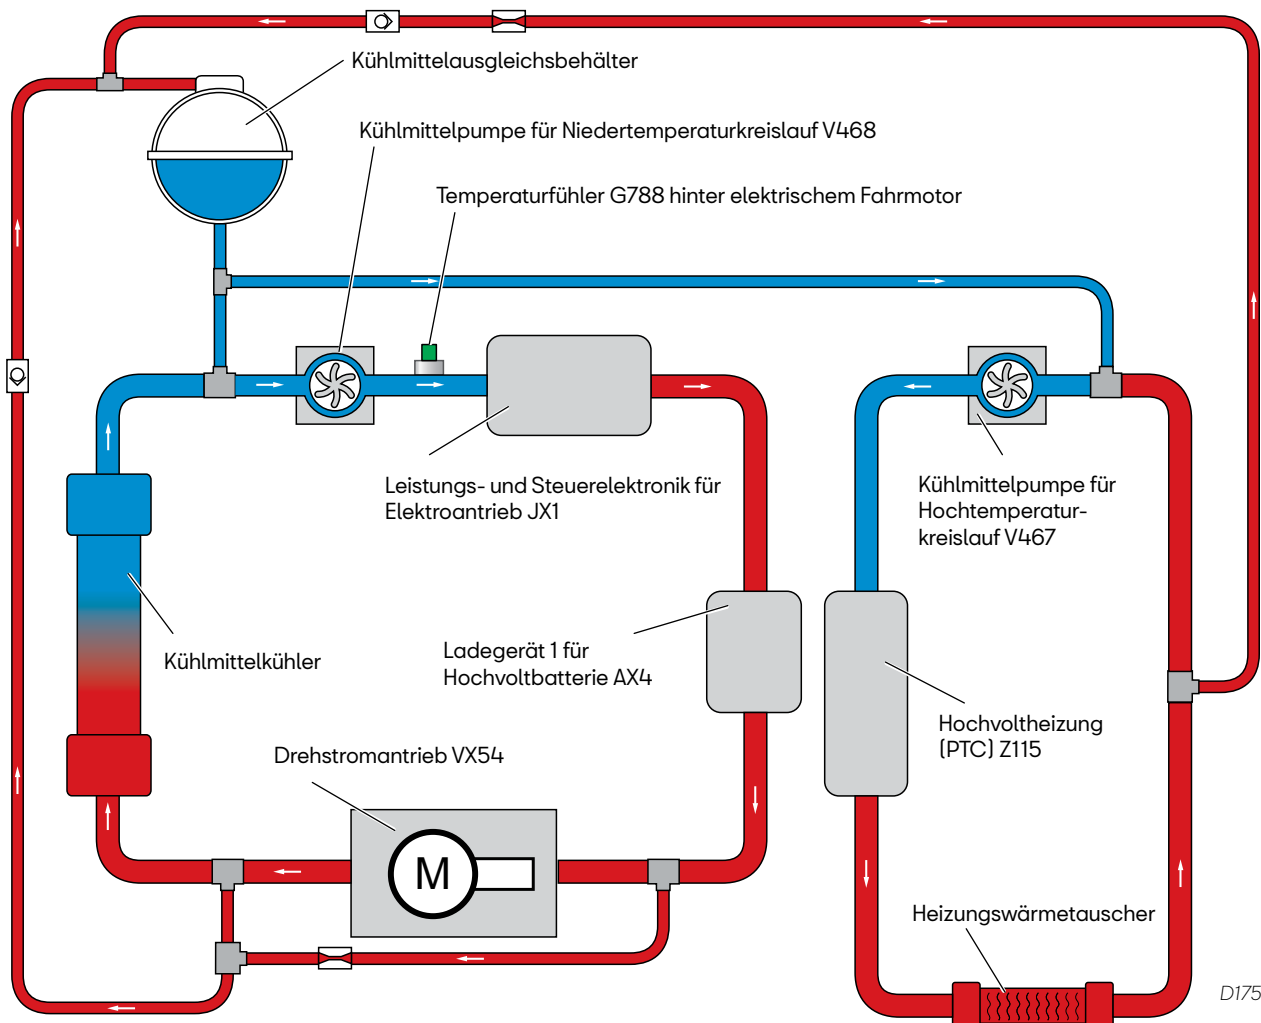 Kühlmittelausgleichsbehälter
Kühlmittelpumpe für Niedertemperaturkreislauf V468
Temperaturfühler G788 hinter elektrischem Fahrmotor
Leistungs- und Steuerelektronik für
Elektroantrieb JX1
Kühlmittelpumpe für
Hochtemperatur-
kreislauf V467
Kühlmittelkühler
Ladegerät 1 für
Hochvoltbatterie AX4
Hochvoltheizung
(PTC) Z115
Drehstromantrieb VX54
M
Heizungswärmetauscher
D175